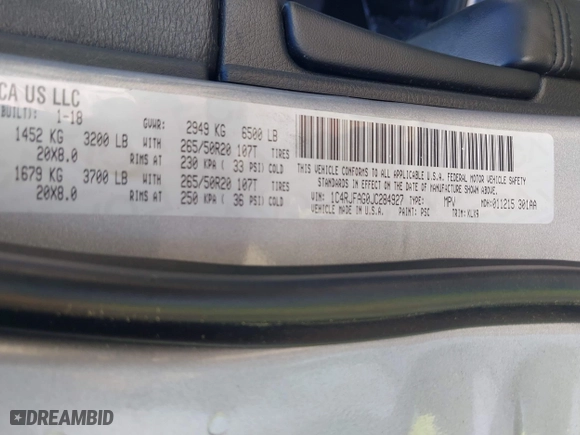 CA US LLC
BUILT): 1-18 GVWR: 2949 KG 6500 LB
1452 KG 3200 LB WITH 265/50R20 107T TIRES
20X8.0 RIMS AT 230 KPA ( 33 PSI) COLD
1679 KG 3700 LB WITH 265/50R20 107T TIRES
20X8.0 RIMS AT 250 KPA ( 36 PSI) COLD
THIS VEHICLE CONFORMS TO ALL APPLICABLE U.S.A. FEDERAL MOTOR VEHICLE SAFETY
STANDARDS IN EFFECT ON THE DATE OF MANUFACTURE SHOWN ABOVE.
VIN: 1C4RJFAG0JC284927 TYPE: MPV MDH: 011215 301AA
VEHICLE MADE IN U.S.A. PAINT: PSC TRIM: XLX9
DREAMBID